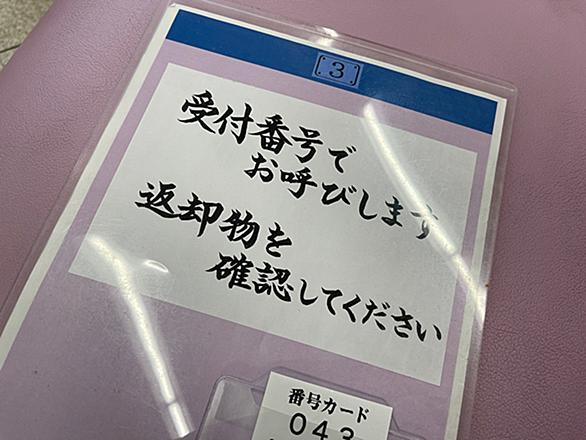 3
受付番号で
お呼びします
返却物を
確認してください
番号カード
043